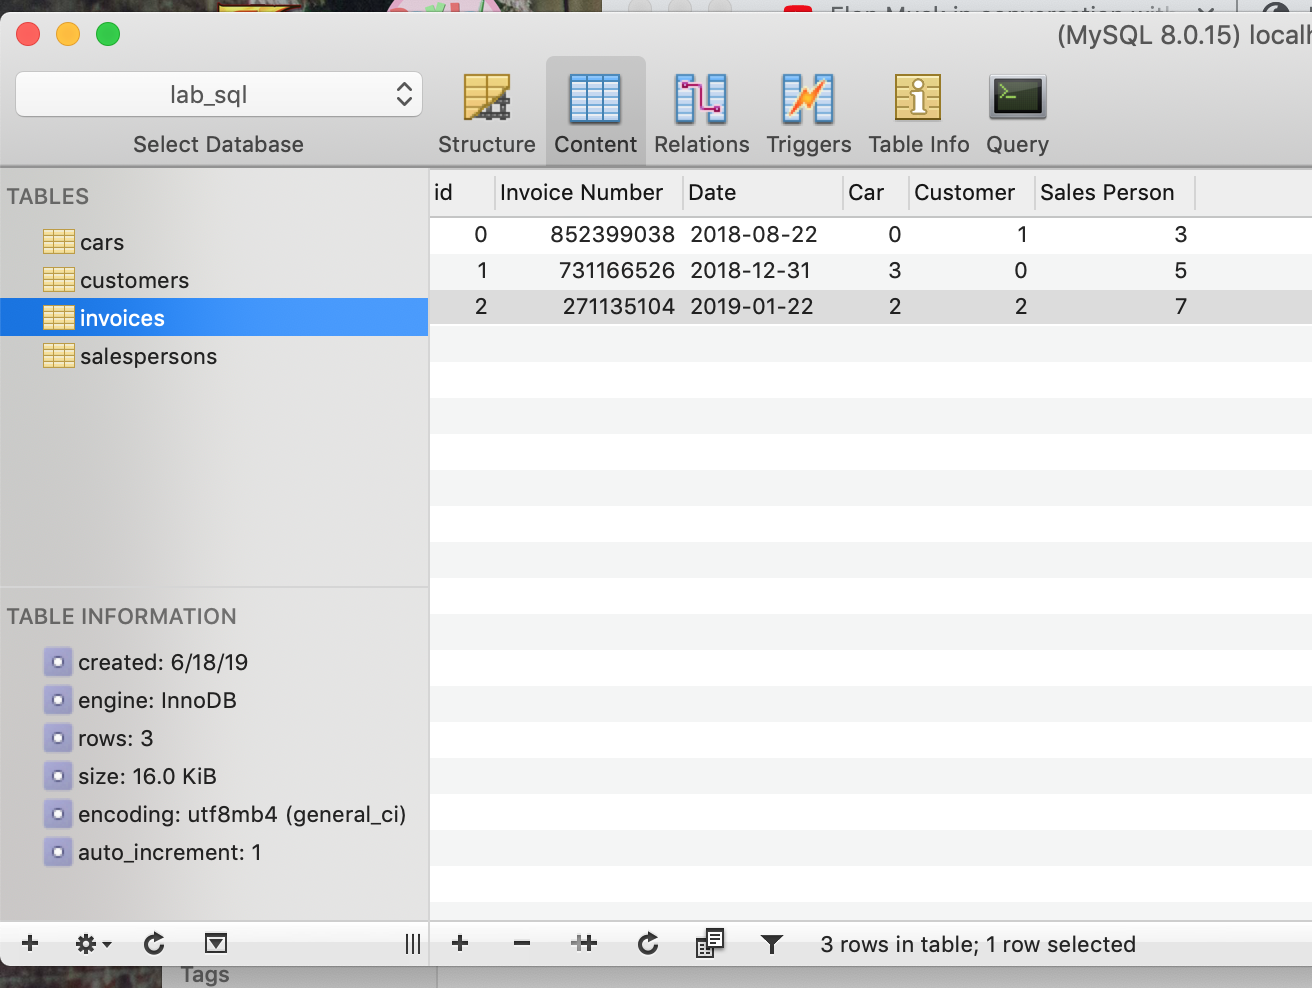 (MySQL 8.0.15) localh
lab_sql
Select Database
Structure
Content
Relations
Triggers
Table Info
Query
TABLES
cars
customers
invoices
salespersons
id Invoice Number Date Car Customer Sales Person
0 852399038 2018-08-22 0 1 3
1 731166526 2018-12-31 3 0 5
2 271135104 2019-01-22 2 2 7
TABLE INFORMATION
created: 6/18/19
engine: InnoDB
rows: 3
size: 16.0 KiB
encoding: utf8mb4 (general_ci)
auto_increment: 1
3 rows in table; 1 row selected
Tags